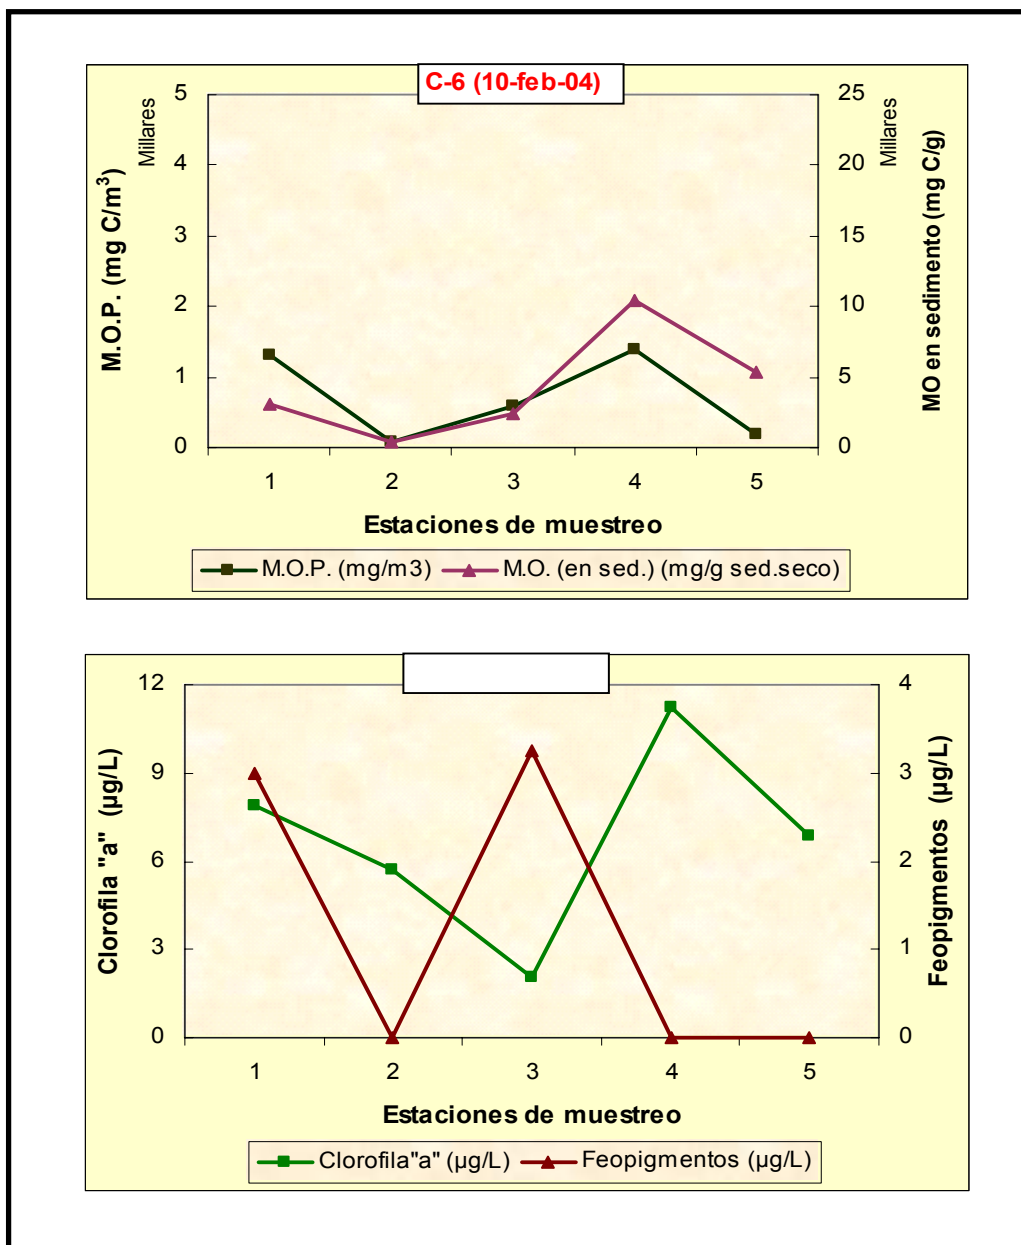 C-6 (10-feb-04)
5
4
3
2
1
0
Millares
M.O.P. (mg C/m³)
25
20
15
10
5
0
Millares
MO en sedimento (mg C/g)
1 2 3 4 5
Estaciones de muestreo
M.O.P. (mg/m3) M.O. (en sed.) (mg/g sed.seco)
12
9
6
3
0
Clorofila "a" (µg/L)
4
3
2
1
0
Feopigmentos (µg/L)
1 2 3 4 5
Estaciones de muestreo
Clorofila"a" (µg/L) Feopigmentos (µg/L)